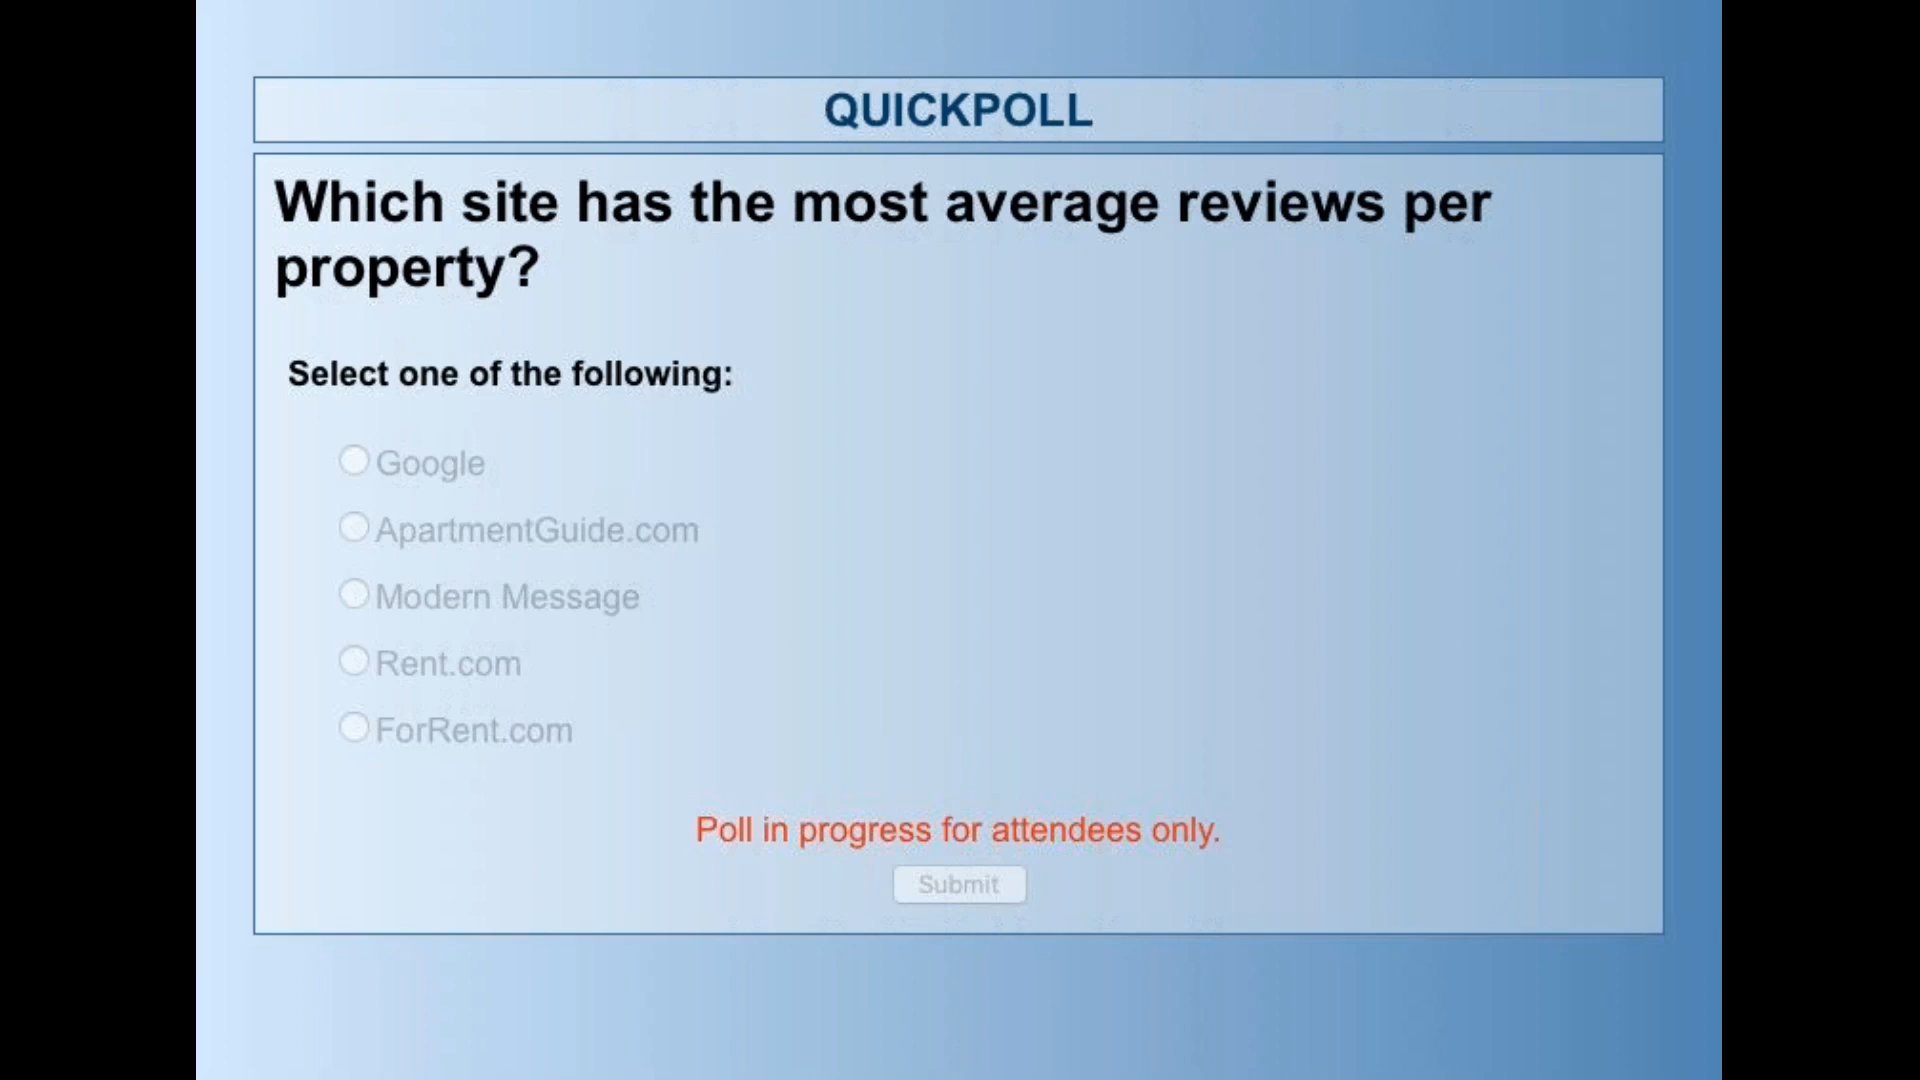 QUICKPOLL
Which site has the most average reviews per
property?
Select one of the following:
Google
ApartmentGuide.com
Modern Message
Rent.com
ForRent.com
Poll in progress for attendees only.
Submit